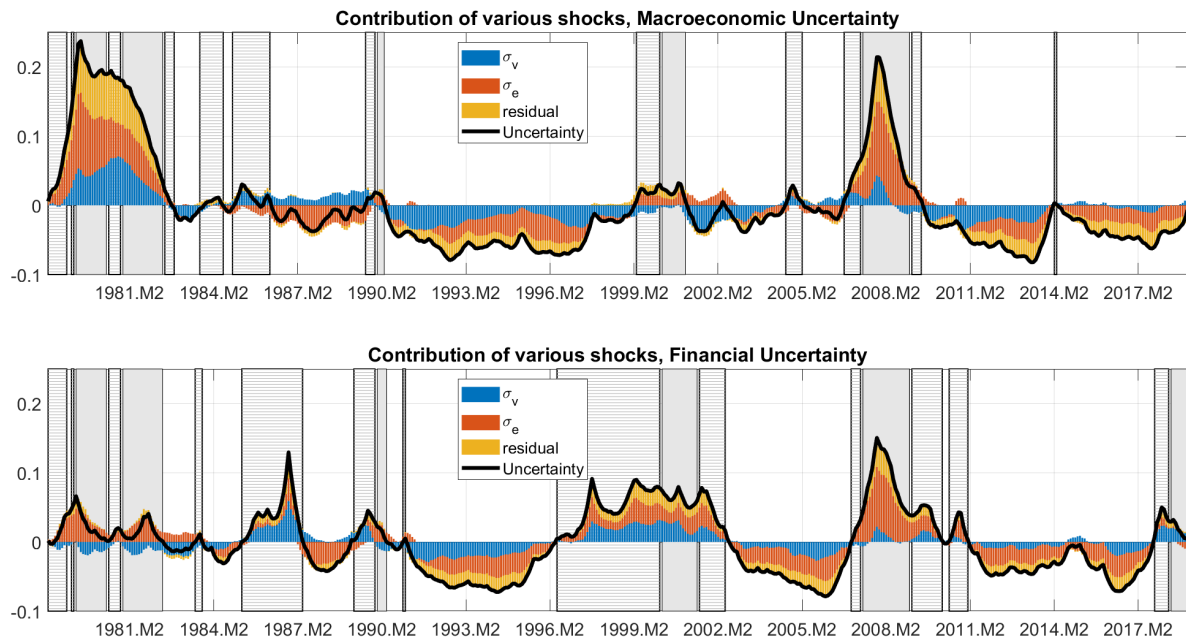 Contribution of various shocks, Macroeconomic Uncertainty
0.2
0.1
0
-0.1
σv
σe
residual
Uncertainty
1981.M2 1984.M2 1987.M2 1990.M2 1993.M2 1996.M2 1999.M2 2002.M2 2005.M2 2008.M2 2011.M2 2014.M2 2017.M2
Contribution of various shocks, Financial Uncertainty
0.2
0.1
0
-0.1
σv
σe
residual
Uncertainty
1981.M2 1984.M2 1987.M2 1990.M2 1993.M2 1996.M2 1999.M2 2002.M2 2005.M2 2008.M2 2011.M2 2014.M2 2017.M2